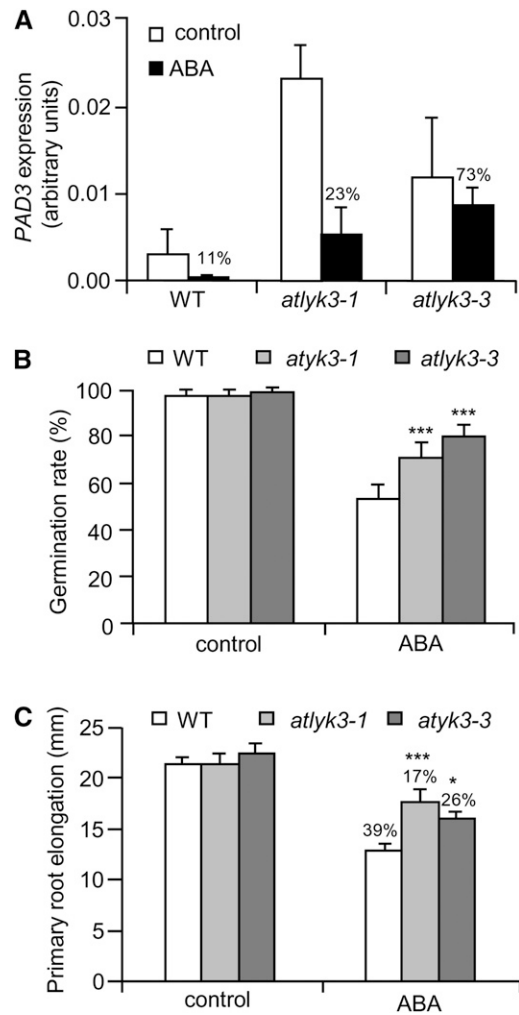 A
PAD3 expression
(arbitrary units)
0.03
0.02
0.01
0.00
control
ABA
11%
23%
73%
WT
atlyk3-1
atlyk3-3
B
WT
atyk3-1
atlyk3-3
Germination rate (%)
100
80
60
40
20
0
***
***
control
ABA
C
WT
atlyk3-1
atyk3-3
Primary root elongation (mm)
25
20
15
10
5
0
39%
***
17%
*
26%
control
ABA